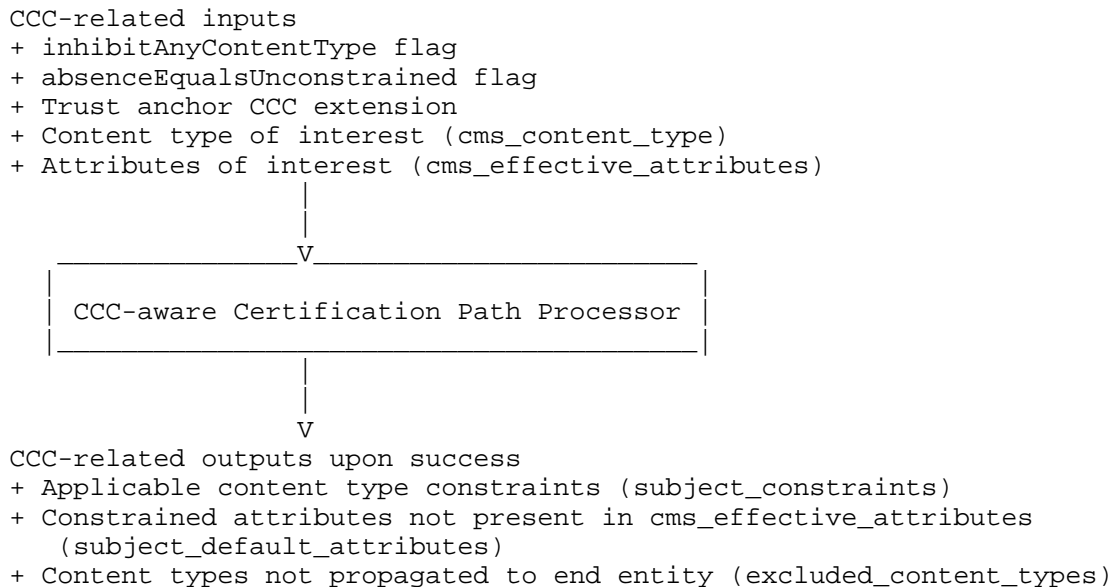 CCC-related inputs
+ inhibitAnyContentType flag
+ absenceEqualsUnconstrained flag
+ Trust anchor CCC extension
+ Content type of interest (cms_content_type)
+ Attributes of interest (cms_effective_attributes)
V
CCC-aware Certification Path Processor
V
CCC-related outputs upon success
+ Applicable content type constraints (subject_constraints)
+ Constrained attributes not present in cms_effective_attributes
(subject_default_attributes)
+ Content types not propagated to end entity (excluded_content_types)